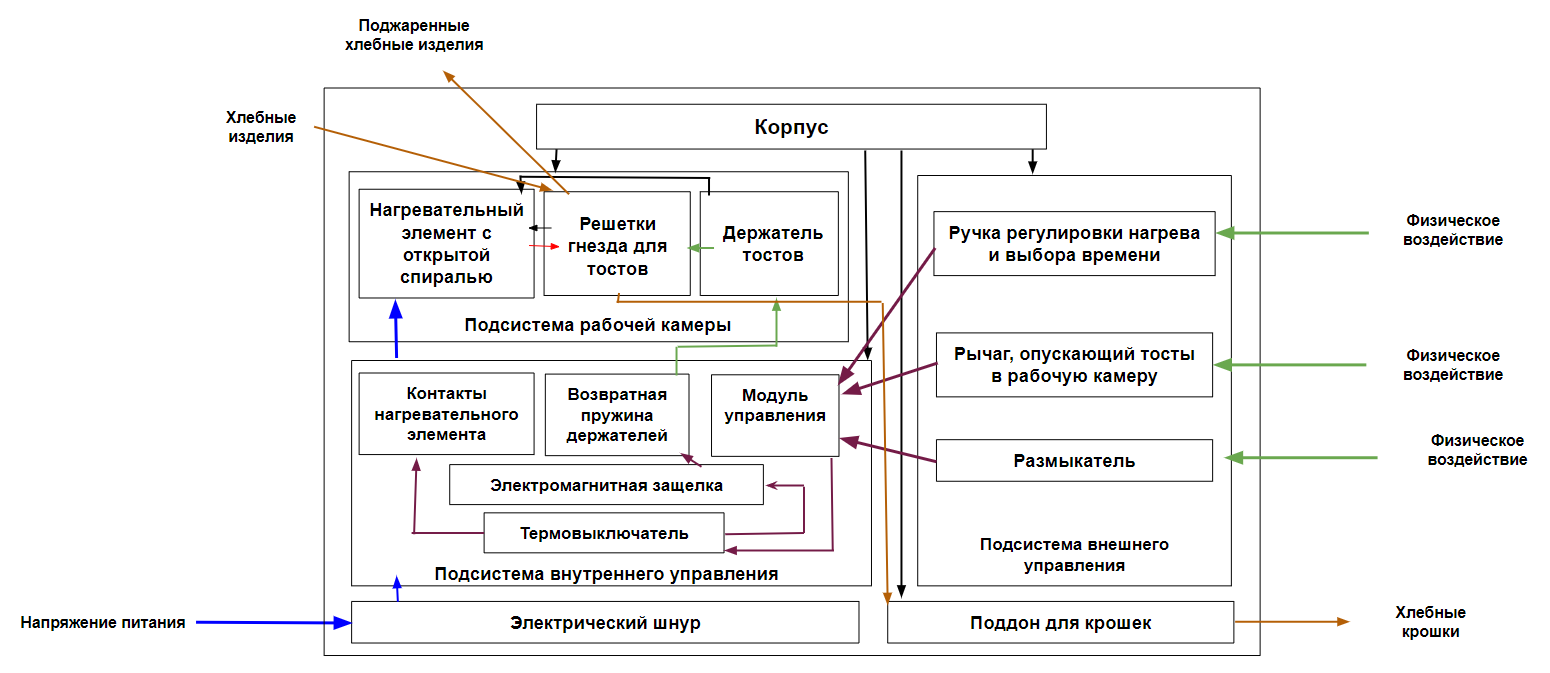 Поджаренные
хлебные изделия
Хлебные
изделия
Корпус
Нагревательный
элемент с
открытой
спиралью
Решетки
гнезда для
тостов
Держатель
тостов
Подсистема рабочей камеры
Ручка регулировки нагрева
и выбора времени
Физическое
воздействие
Рычаг, опускающий тосты
в рабочую камеру
Физическое
воздействие
Размыкатель
Физическое
воздействие
Подсистема внешнего
управления
Контакты
нагревательного
элемента
Возвратная
пружина
держателей
Модуль
управления
Электромагнитная защелка
Термовыключатель
Подсистема внутреннего управления
Напряжение питания
Электрический шнур
Поддон для крошек
Хлебные
крошки